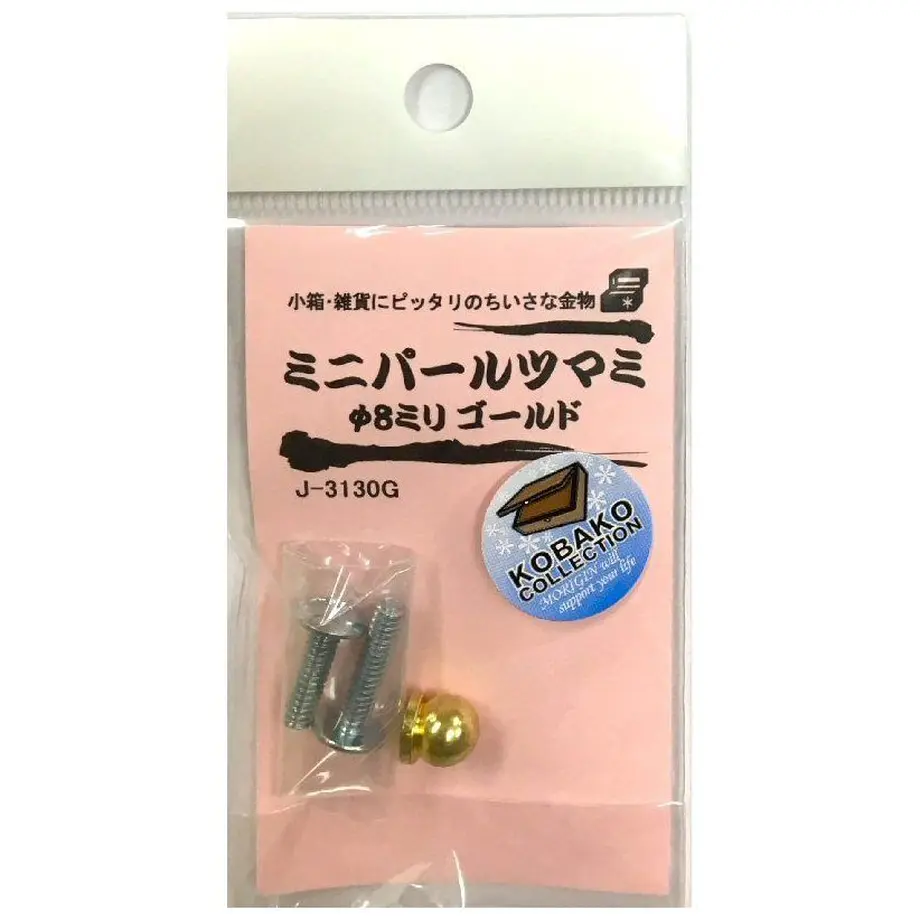 小箱･雑貨にピッタリのちいさな金物
ミニパールツマミ
φ8ミリ ゴールド
J-3130G
KOBAKO
COLLECTION
MORIGEN will
support your life